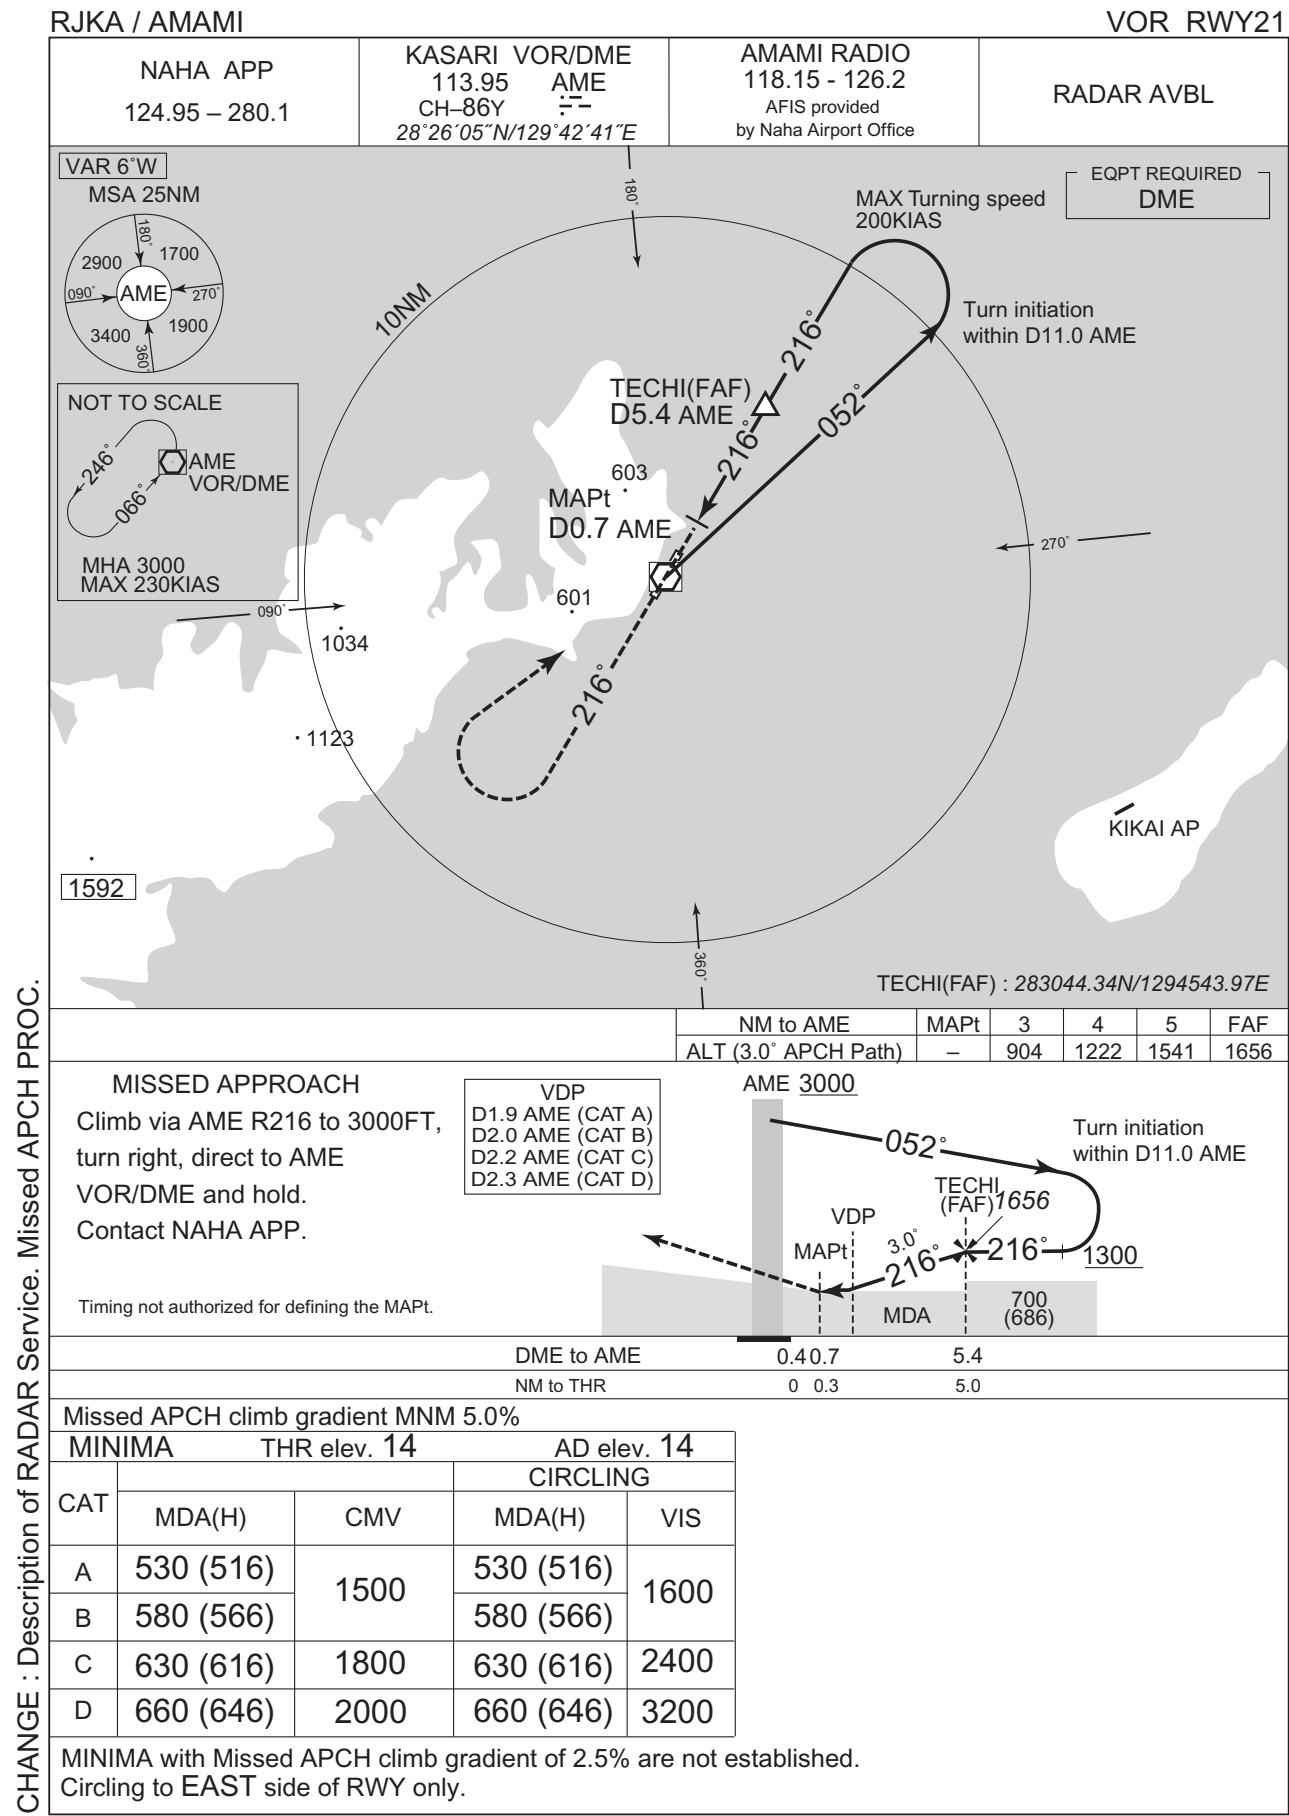 RJKA / AMAMI
VOR RWY21
NAHA APP
124.95 – 280.1
KASARI VOR/DME
113.95 AME
CH–86Y
28˚26´05˝N/129˚42´41˝E
AMAMI RADIO
118.15 - 126.2
AFIS provided
by Naha Airport Office
RADAR AVBL
VAR 6˚W
MSA 25NM
180˚
2900
1700
090˚
AME
270˚
3400
1900
360˚
180˚
MAX Turning speed
200KIAS
EQPT REQUIRED
DME
10NM
Turn initiation
within D11.0 AME
216˚
NOT TO SCALE
246˚
AME
VOR/DME
066˚
MHA 3000
MAX 230KIAS
TECHI(FAF)
D5.4 AME
052˚
216˚
603
MAPt
D0.7 AME
270˚
601
090˚
1034
216˚
1123
KIKAI AP
1592
360˚
TECHI(FAF) : 283044.34N/1294543.97E
NM to AME MAPt 3 4 5 FAF
ALT (3.0˚ APCH Path) – 904 1222 1541 1656
MISSED APPROACH
Climb via AME R216 to 3000FT,
turn right, direct to AME
VOR/DME and hold.
Contact NAHA APP.
Timing not authorized for defining the MAPt.
VDP
D1.9 AME (CAT A)
D2.0 AME (CAT B)
D2.2 AME (CAT C)
D2.3 AME (CAT D)
AME 3000
052˚
Turn initiation
within D11.0 AME
TECHI
(FAF) 1656
VDP
MAPt
3.0˚
216˚
216˚
1300
MDA
700
(686)
DME to AME 0.4 0.7 5.4
NM to THR 0 0.3 5.0
Missed APCH climb gradient MNM 5.0%
MINIMA THR elev. 14 AD elev. 14
CAT
CIRCLING
MDA(H) CMV MDA(H) VIS
A 530 (516) 1500 530 (516) 1600
B 580 (566) 580 (566)
C 630 (616) 1800 630 (616) 2400
D 660 (646) 2000 660 (646) 3200
MINIMA with Missed APCH climb gradient of 2.5% are not established.
Circling to EAST side of RWY only.
CHANGE : Description of RADAR Service. Missed APCH PROC.